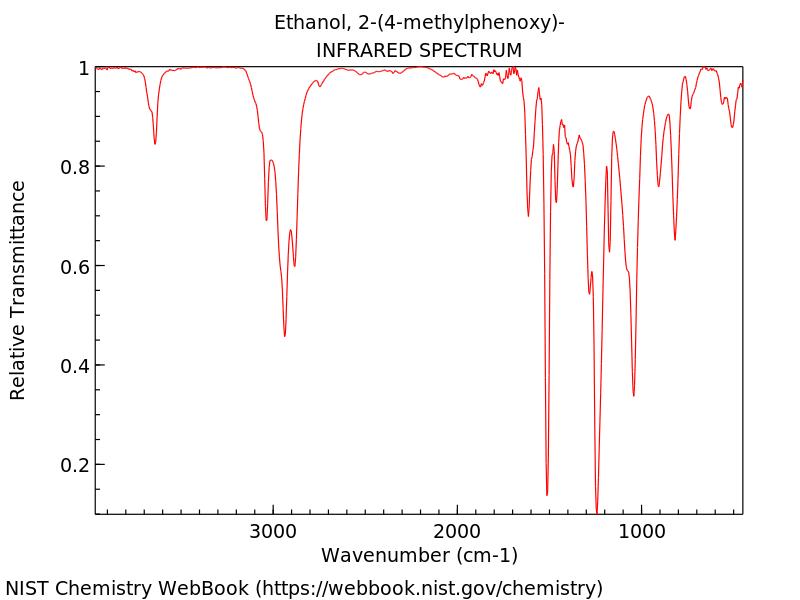 Ethanol, 2-(4-methylphenoxy)-
INFRARED SPECTRUM
1
0.8
0.6
0.4
0.2
Relative Transmittance
3000 2000 1000
Wavenumber (cm-1)
NIST Chemistry WebBook (https://webbook.nist.gov/chemistry)